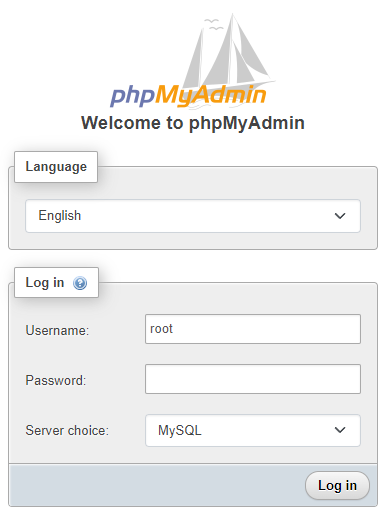 phpMyAdmin
Welcome to phpMyAdmin
Language
English
Log in
Username:
root
Password:
Server choice:
MySQL
Log in